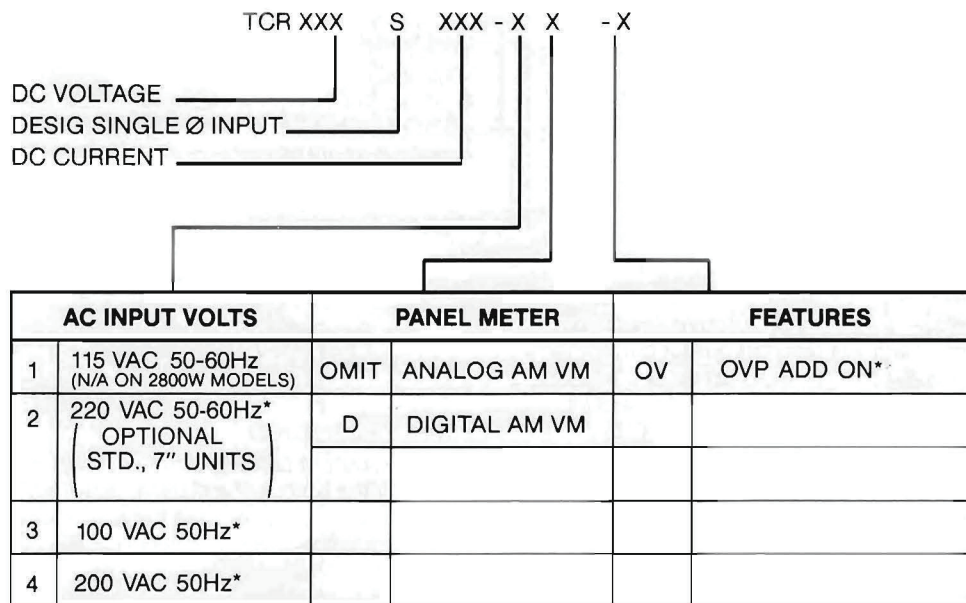 TCR XXX S XXX - X X - X
DC VOLTAGE
DESIG SINGLE Ø INPUT
DC CURRENT
AC INPUT VOLTS PANEL METER FEATURES
1 115 VAC 50-60Hz (N/A ON 2800W MODELS) OMIT ANALOG AM VM OV OVP ADD ON*
2 220 VAC 50-60Hz* (OPTIONAL STD., 7" UNITS) D DIGITAL AM VM
3 100 VAC 50Hz*
4 200 VAC 50Hz*